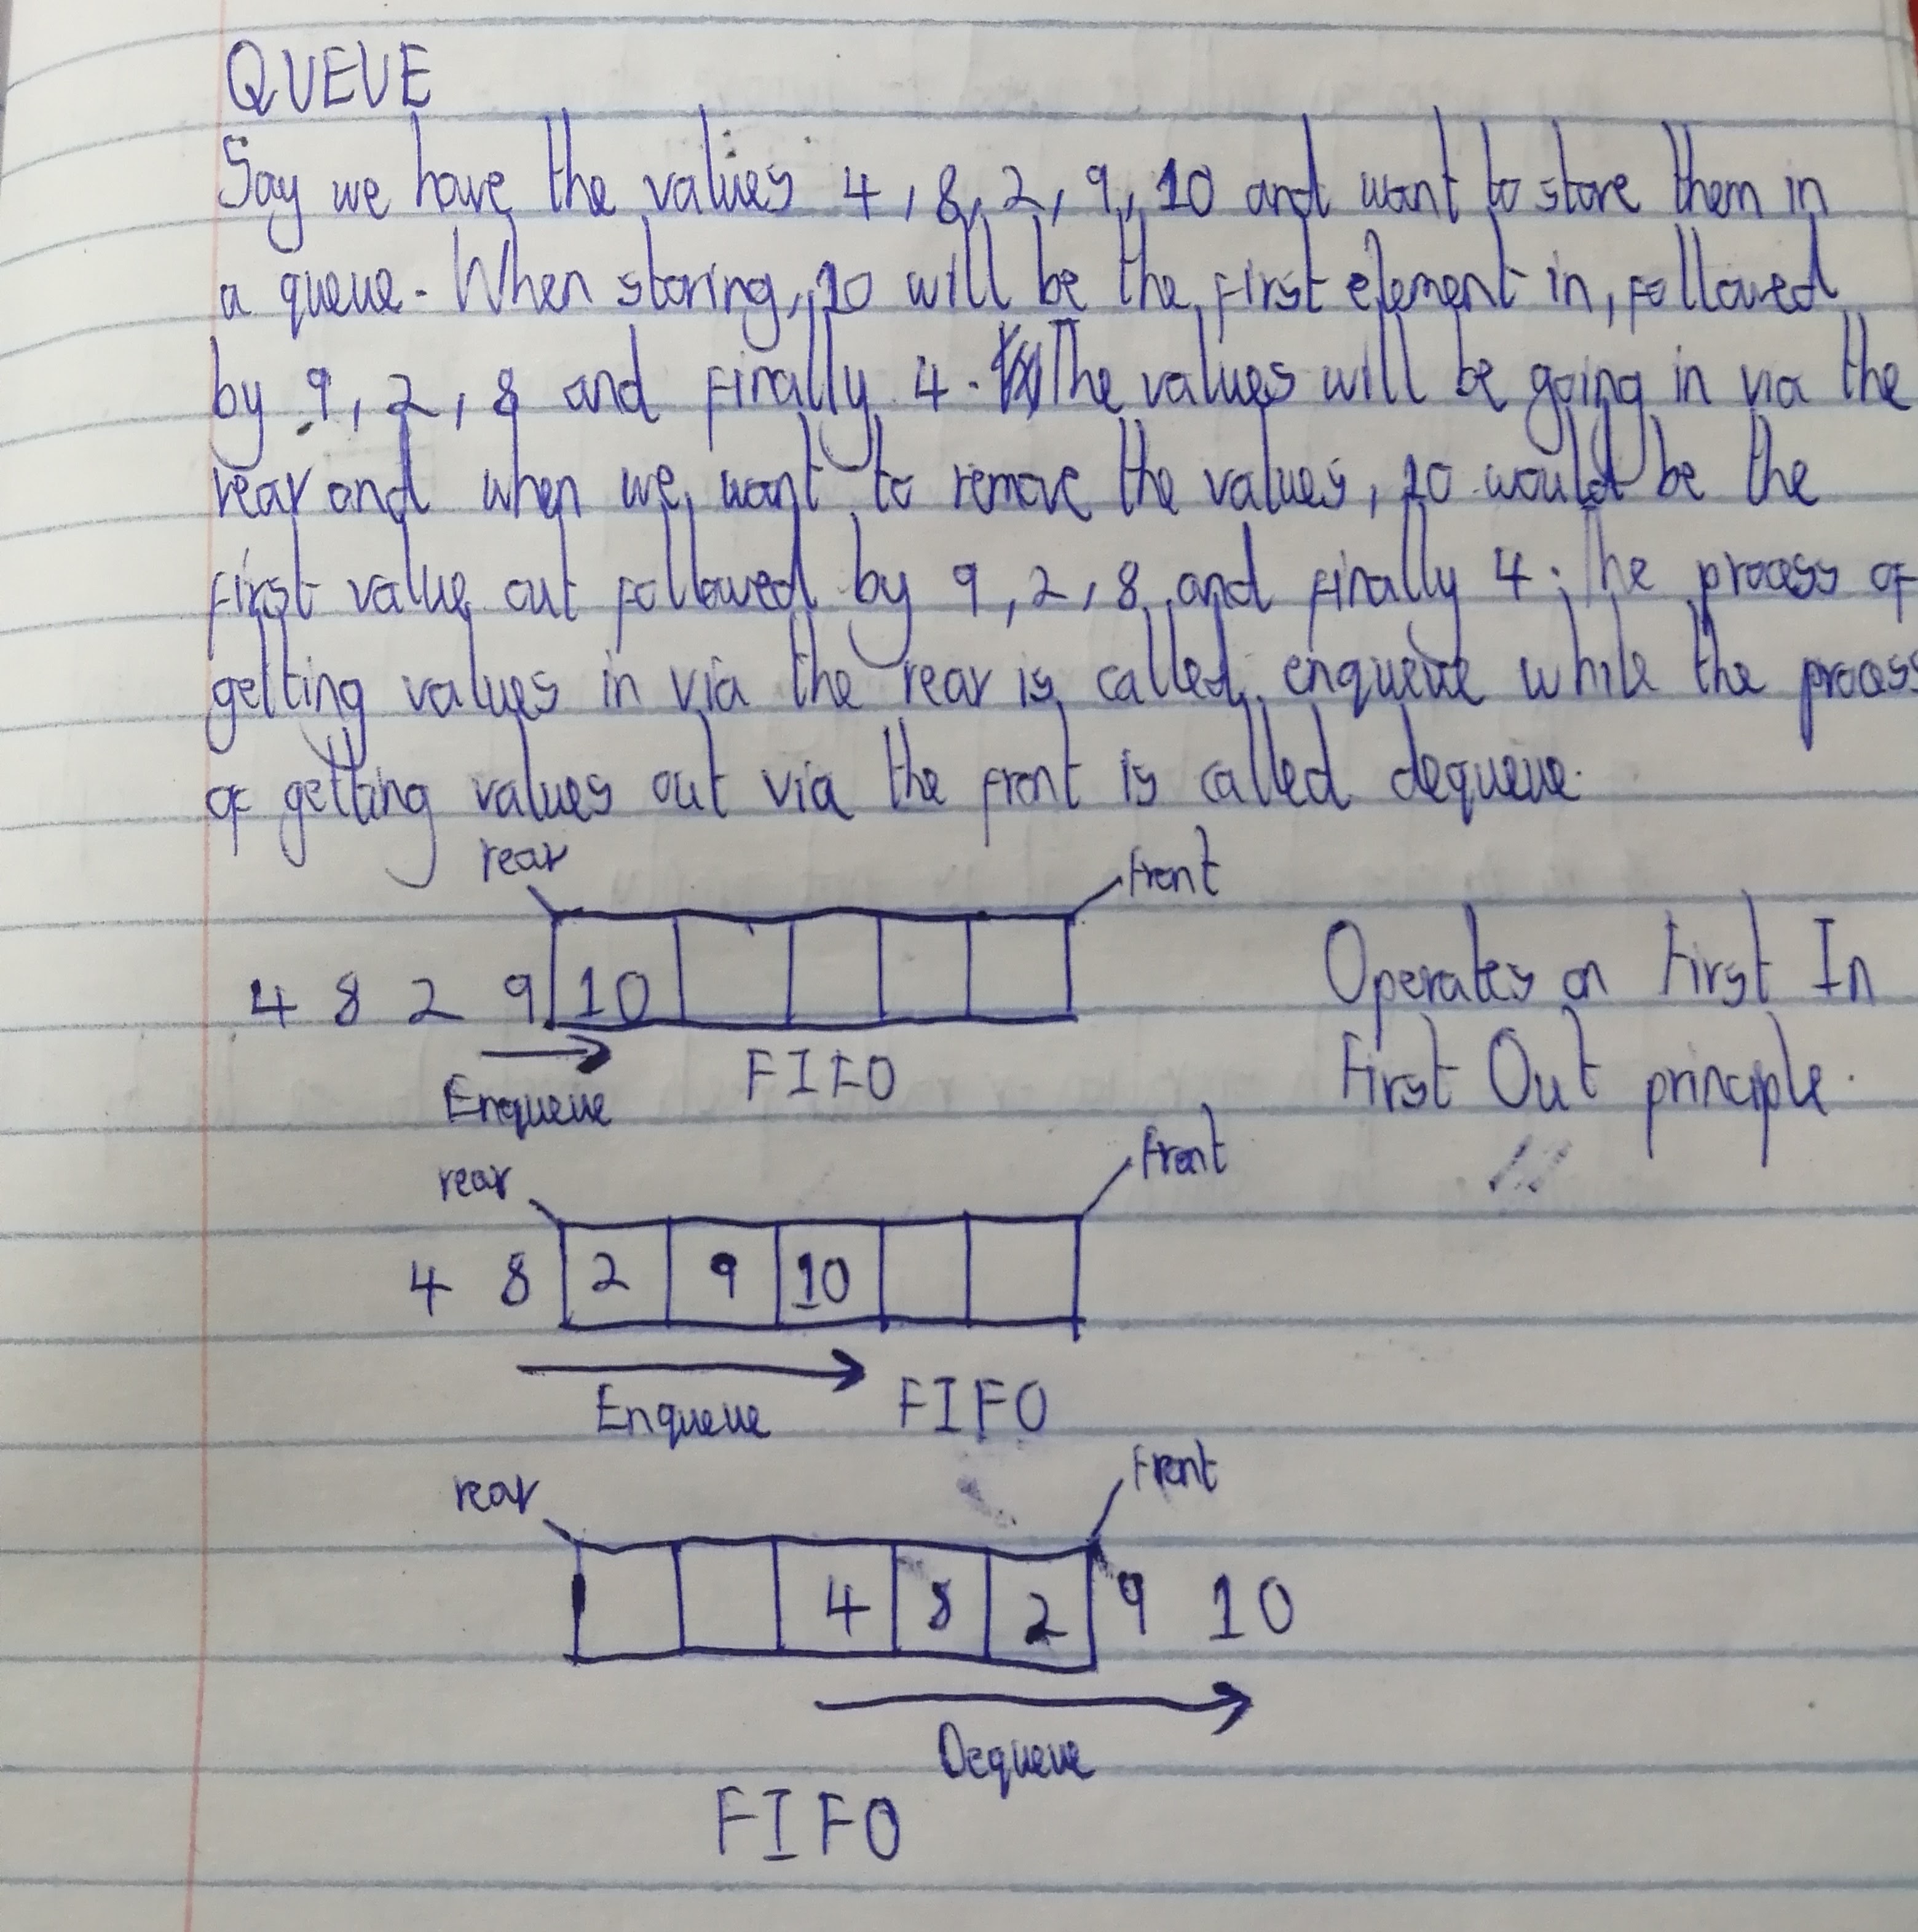 QUEUE
Say we have the values 4, 8, 2, 9, 10 and want to store them in
a queue. When storing, 10 will be the first element in, followed
by 9, 2, 8 and finally 4. The values will be going in via the
rear and when we want to remove the values, 10 would be the
first value out followed by 9, 2, 8 and finally 4. The process of
getting values in via the rear is called enqueue while the process
of getting values out via the front is called dequeue.
rear front
4 8 2 9 10
Operates on First In
Enqueue FIFO
First Out principle.
rear front
4 8 2 9 10
Enqueue FIFO
rear front
4 8 2 9 10
Dequeue
FIFO